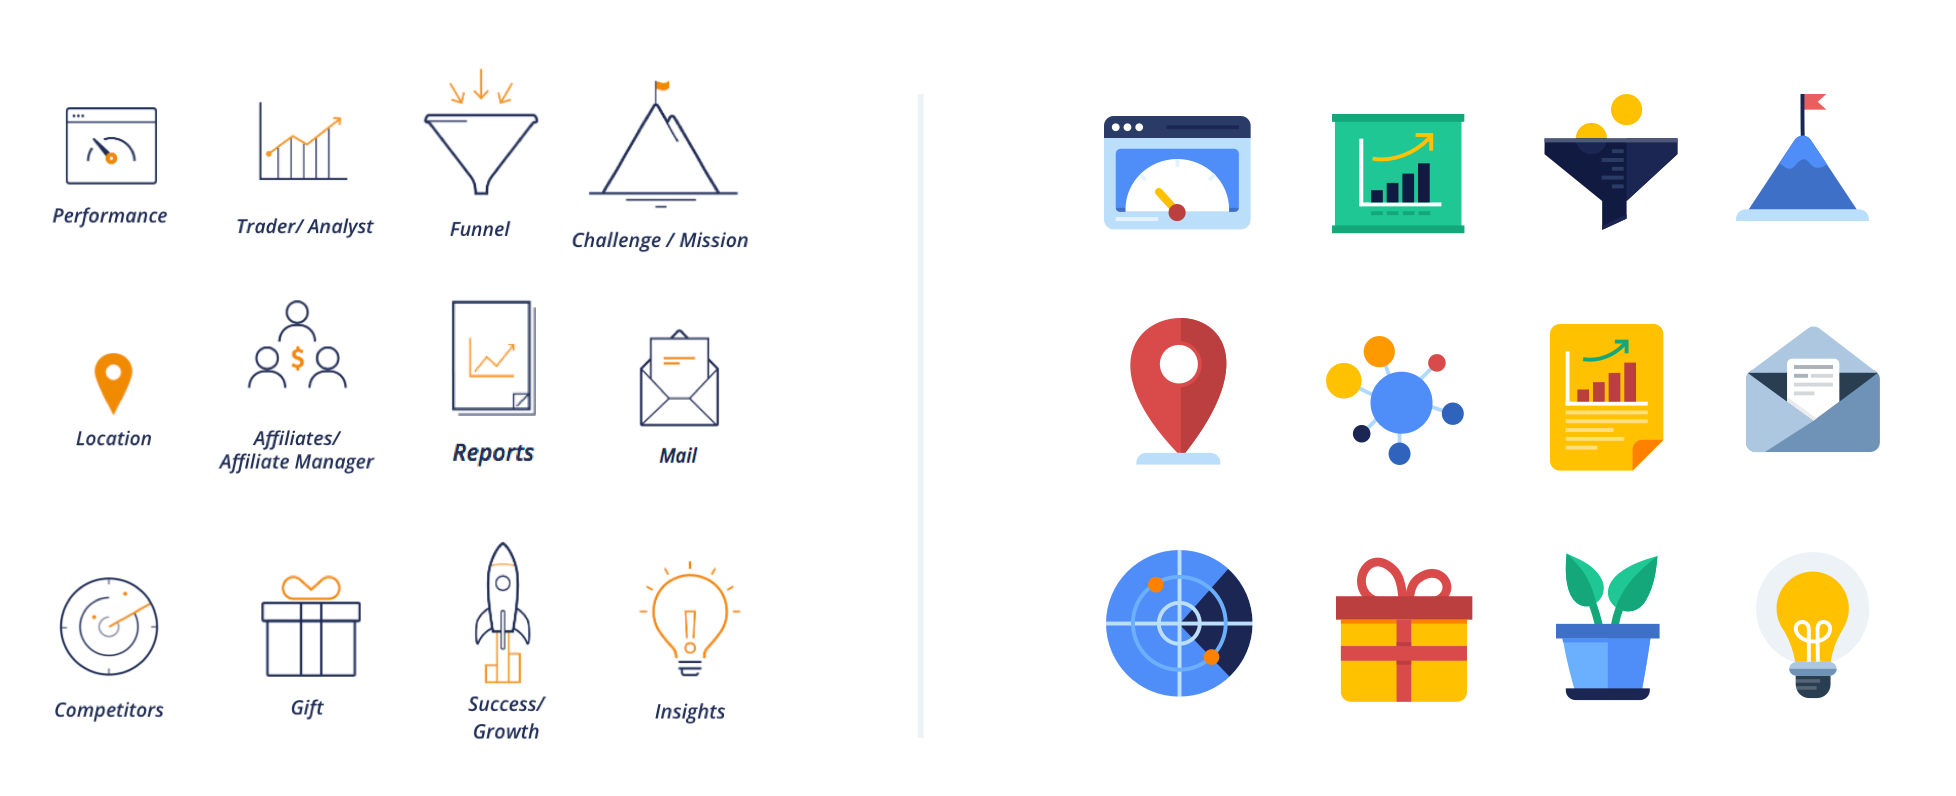 Performance
Trader/ Analyst
Funnel
Challenge / Mission
Location
Affiliates/
Affiliate Manager
$
Reports
Mail
Competitors
Gift
Success/
Growth
Insights